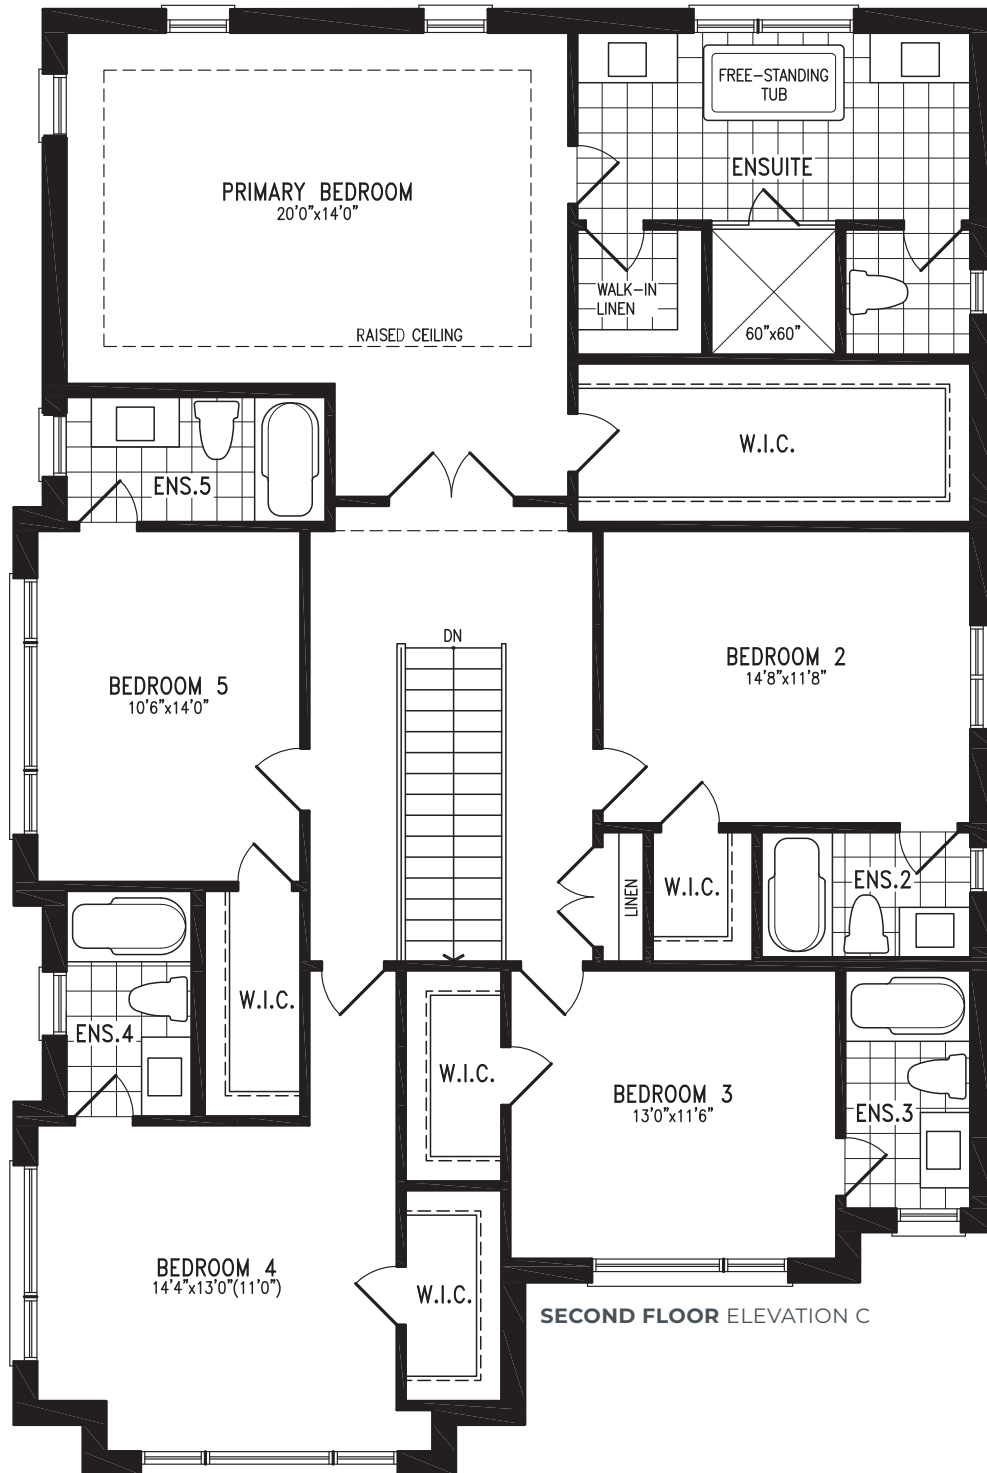 FREE-STANDING
TUB
ENSUITE
PRIMARY BEDROOM
20'0"x14'0"
WALK-IN
LINEN
60"x60"
RAISED CEILING
W.I.C.
ENS.5
DN
BEDROOM 2
14'8"x11'8"
BEDROOM 5
10'6"x14'0"
LINEN
W.I.C.
ENS.2
W.I.C.
ENS.4
W.I.C.
BEDROOM 3
13'0"x11'6"
ENS.3
BEDROOM 4
14'4"x13'0"(11'0")
W.I.C.
SECOND FLOOR ELEVATION C